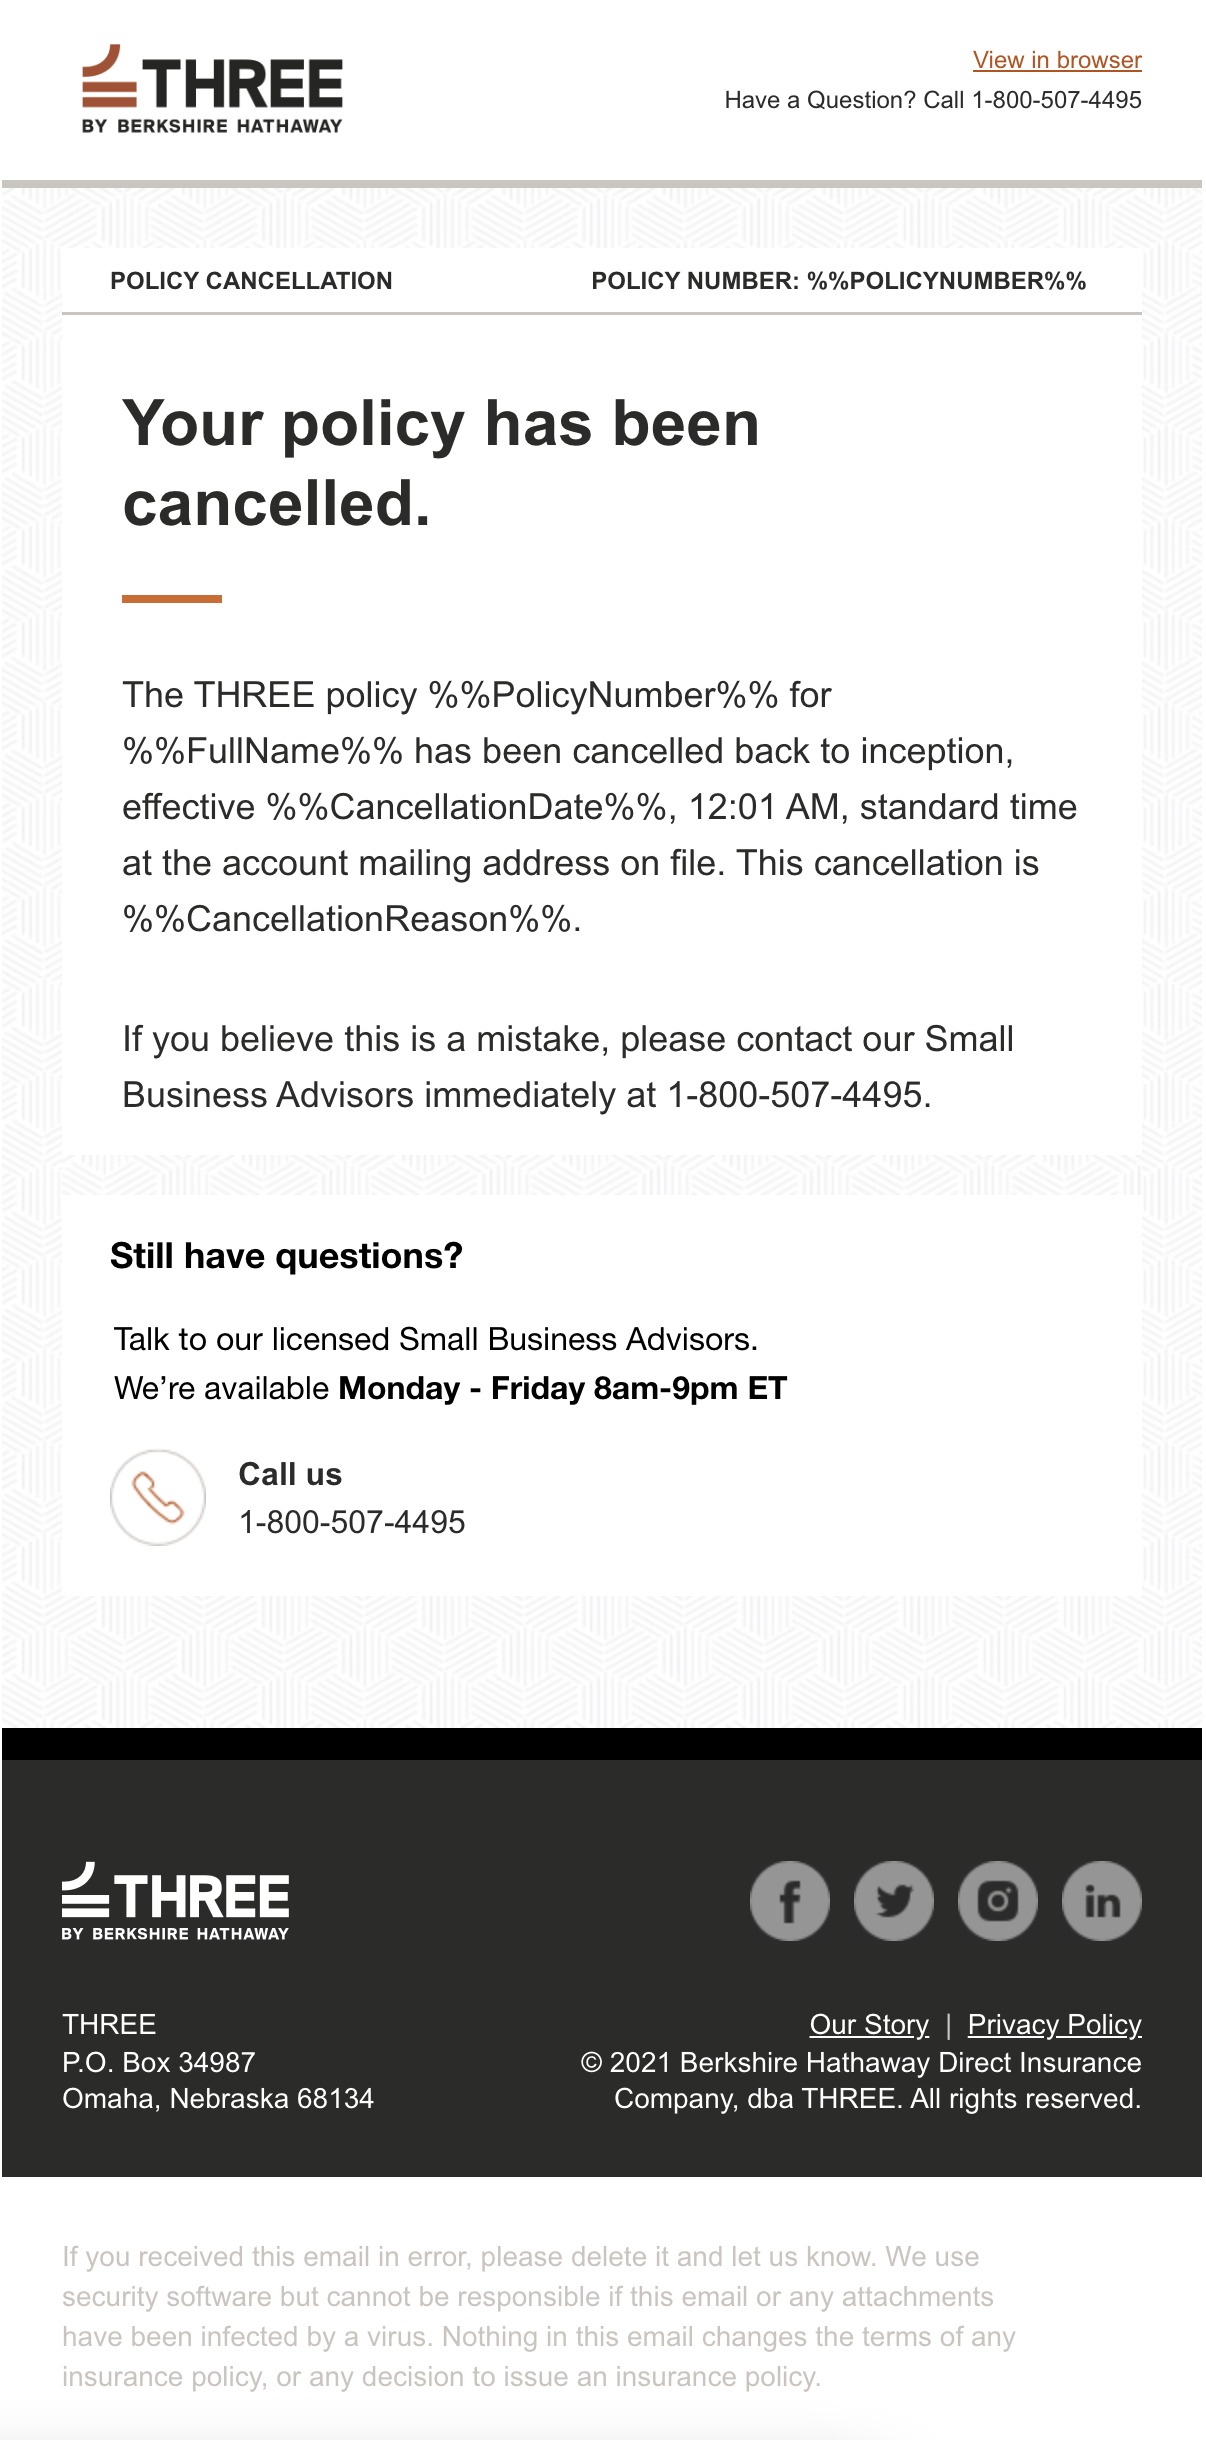 THREE
BY BERKSHIRE HATHAWAY
View in browser
Have a Question? Call 1-800-507-4495
POLICY CANCELLATION
POLICY NUMBER: %%POLICYNUMBER%%
Your policy has been
cancelled.
The THREE policy %%PolicyNumber%% for
%%FullName%% has been cancelled back to inception,
effective %%CancellationDate%%, 12:01 AM, standard time
at the account mailing address on file. This cancellation is
%%CancellationReason%%.
If you believe this is a mistake, please contact our Small
Business Advisors immediately at 1-800-507-4495.
Still have questions?
Talk to our licensed Small Business Advisors.
We’re available Monday - Friday 8am-9pm ET
Call us
1-800-507-4495
THREE
BY BERKSHIRE HATHAWAY
THREE
P.O. Box 34987
Omaha, Nebraska 68134
Our Story | Privacy Policy
© 2021 Berkshire Hathaway Direct Insurance
Company, dba THREE. All rights reserved.
If you received this email in error, please delete it and let us know. We use
security software but cannot be responsible if this email or any attachments
have been infected by a virus. Nothing in this email changes the terms of any
insurance policy, or any decision to issue an insurance policy.